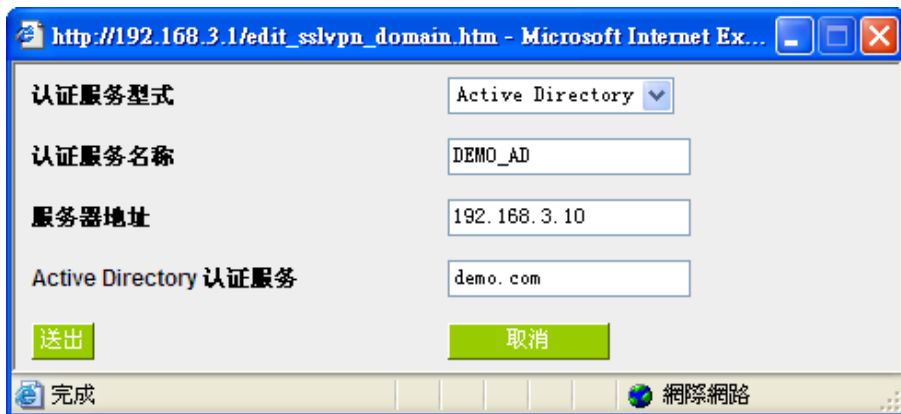 http://192.168.3.1/edit_sslvpn_domain.htm - Microsoft Internet Ex...
认证服务型式 Active Directory
认证服务名称 DEMO_AD
服务器地址 192.168.3.10
Active Directory 认证服务 demo.com
送出 取消
完成 網際網路